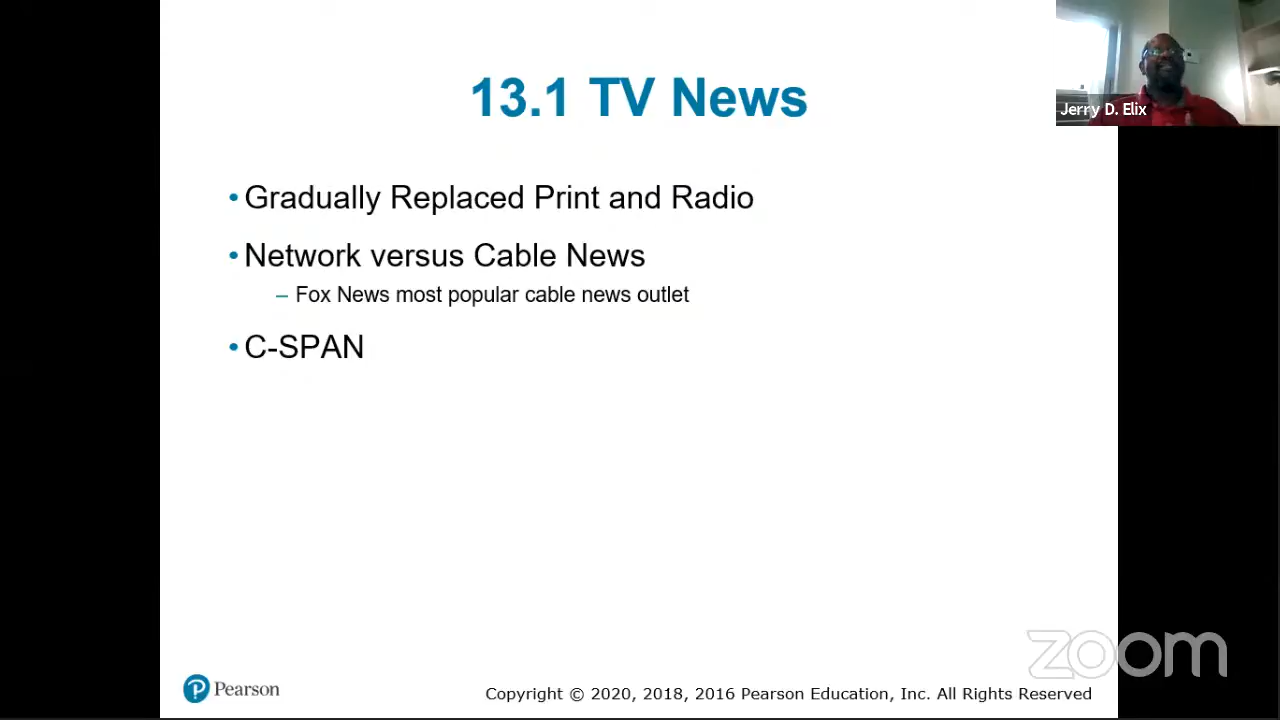 13.1 TV News
Jerry D. Elix
• Gradually Replaced Print and Radio
• Network versus Cable News
– Fox News most popular cable news outlet
• C-SPAN
zoom
Pearson
Copyright © 2020, 2018, 2016 Pearson Education, Inc. All Rights Reserved